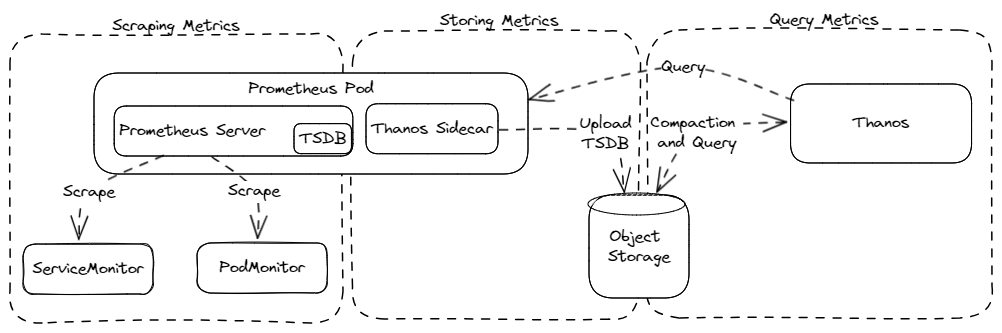 Scraping Metrics
Storing Metrics
Query Metrics
Prometheus Pod
Prometheus Server
TSDB
Thanos Sidecar
Query
Upload
TSDB
Compaction
and Query
Thanos
Scrape
Scrape
ServiceMonitor
PodMonitor
Object
Storage